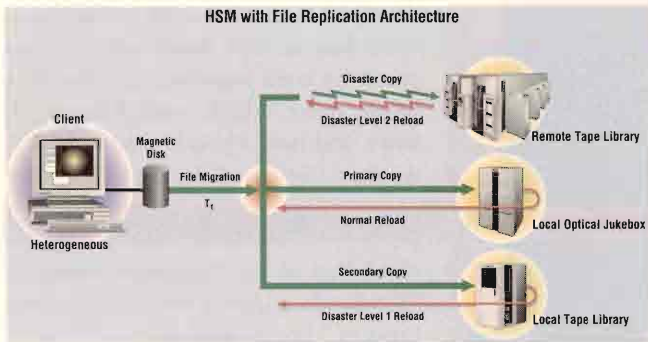 HSM with File Replication Architecture
Disaster Copy
Disaster Level 2 Reload
Remote Tape Library
Client
Magnetic
Disk
File Migration
Primary Copy
T₁
Normal Reload
Local Optical Jukebox
Heterogeneous
Secondary Copy
Disaster Level 1 Reload
Local Tape Library